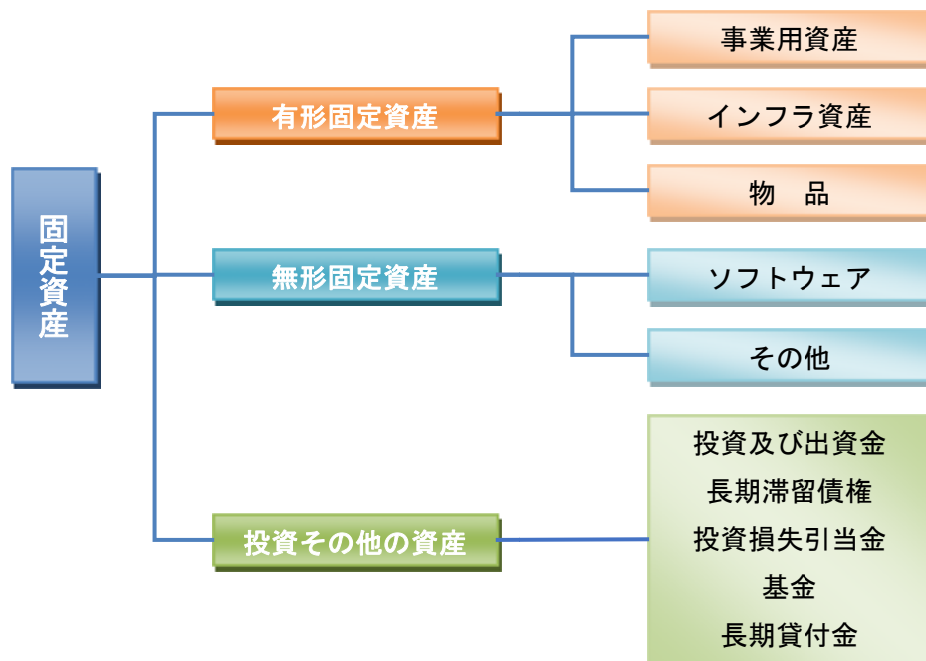 固定資産
有形固定資産
事業用資産
インフラ資産
物　品
無形固定資産
ソフトウェア
その他
投資その他の資産
投資及び出資金
長期滞留債権
投資損失引当金
基金
長期貸付金